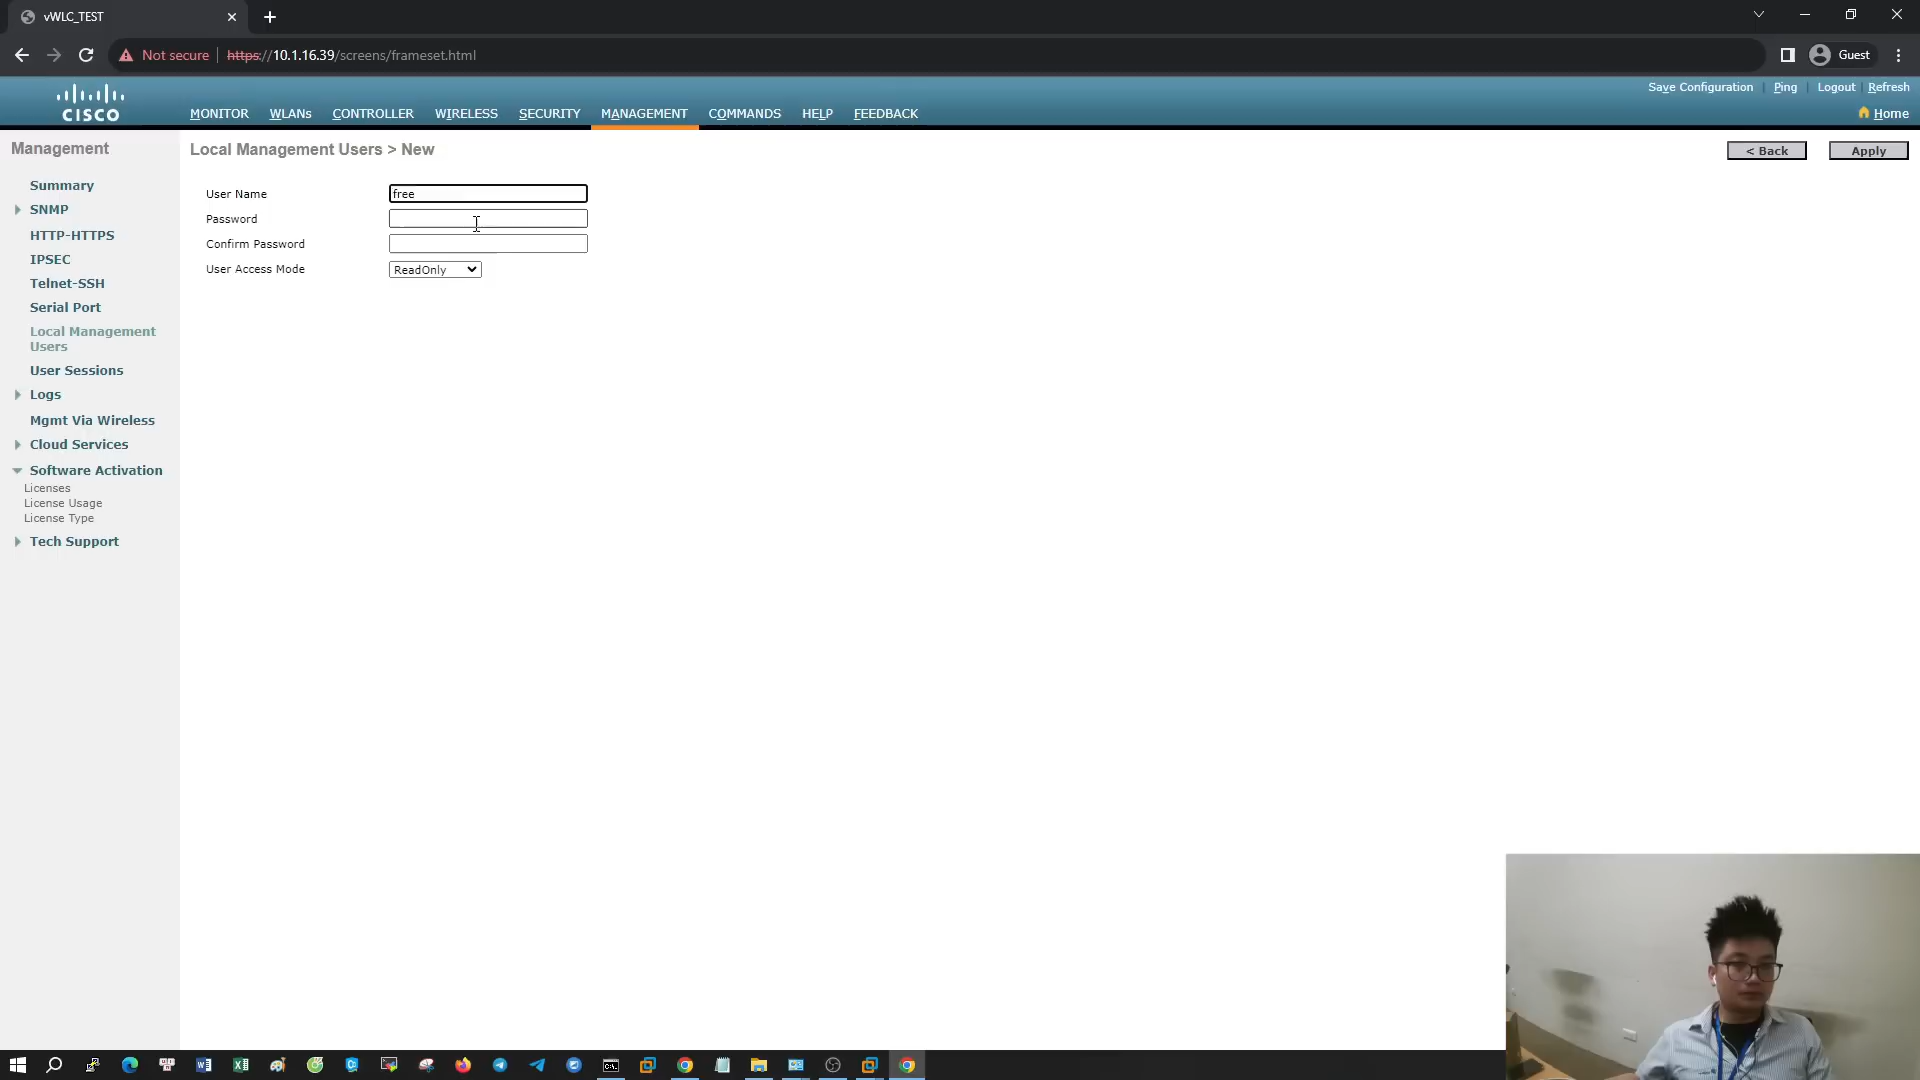 vWLC_TEST
Not secure https://10.1.16.39/screens/frameset.html
Guest
Save Configuration Ping Logout Refresh
CISCO
MONITOR WLANs CONTROLLER WIRELESS SECURITY MANAGEMENT COMMANDS HELP FEEDBACK
Home
Management
Summary
SNMP
HTTP-HTTPS
IPSEC
Telnet-SSH
Serial Port
Local Management
Users
User Sessions
Logs
Mgmt Via Wireless
Cloud Services
Software Activation
Licenses
License Usage
License Type
Tech Support
Local Management Users > New
< Back Apply
User Name free
Password
Confirm Password
User Access Mode ReadOnly